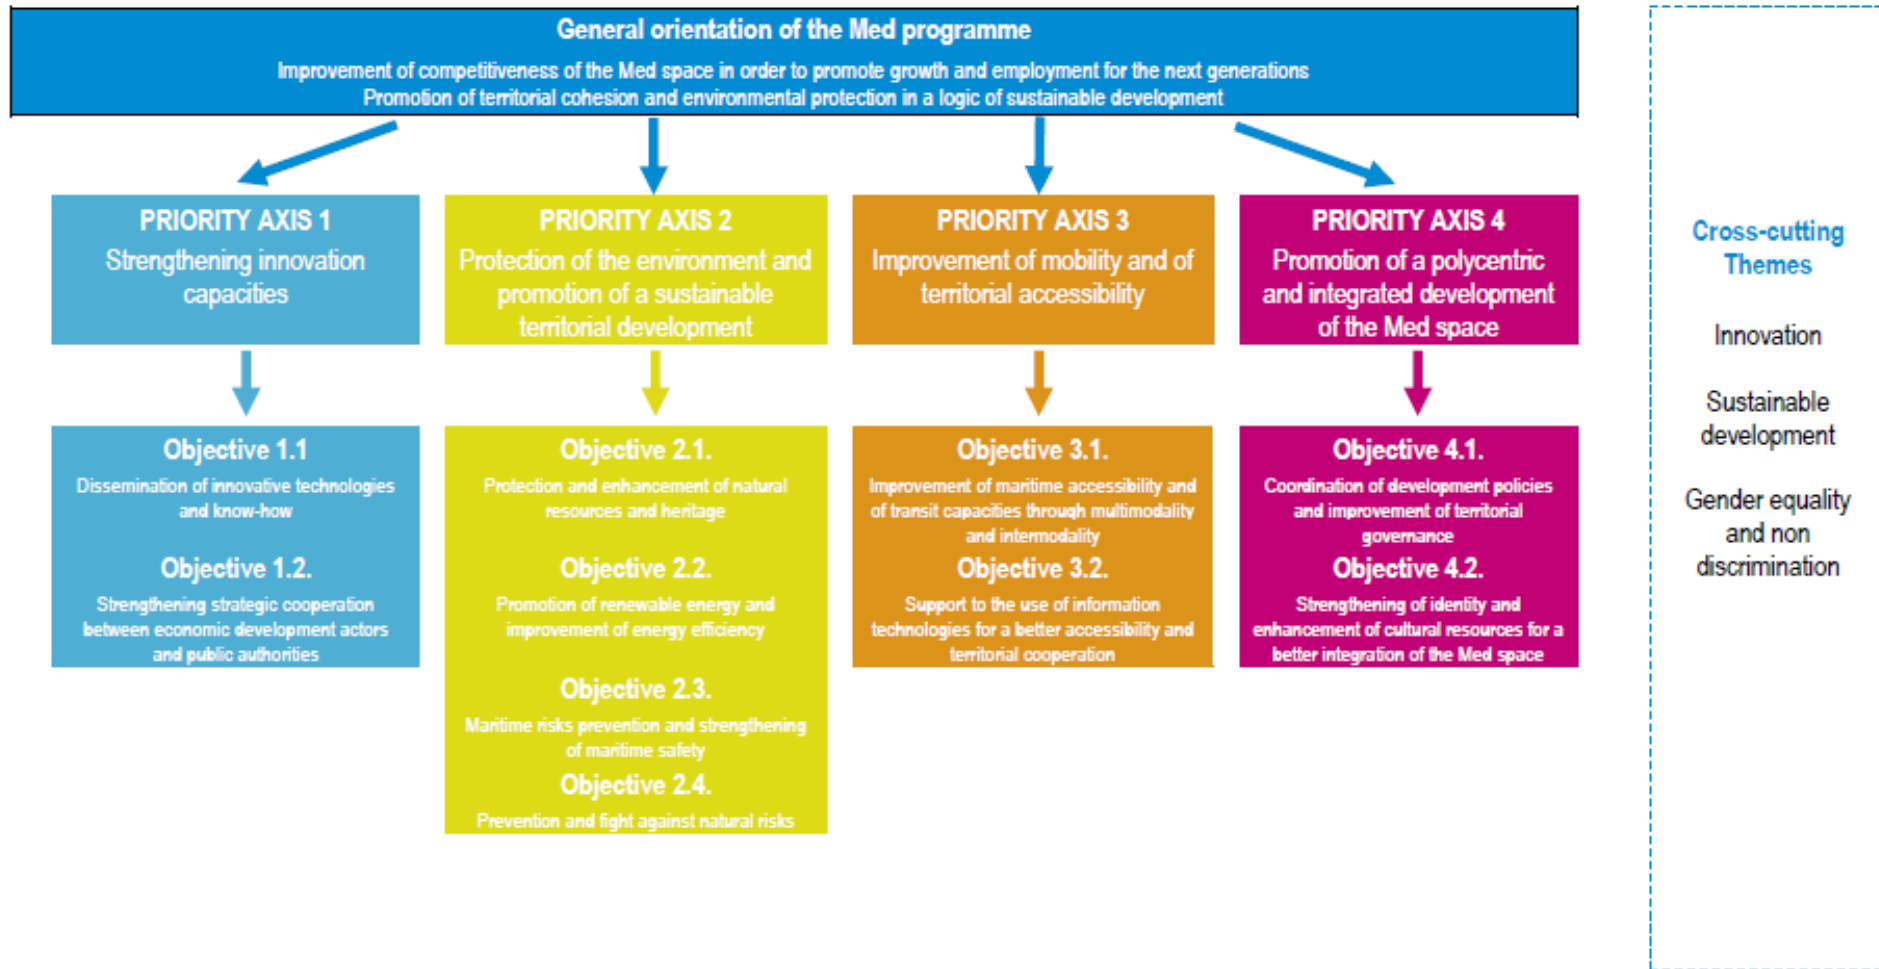 General orientation of the Med programme
Improvement of competitiveness of the Med space in order to promote growth and employment for the next generations
Promotion of territorial cohesion and environmental protection in a logic of sustainable development
PRIORITY AXIS 1
Strengthening innovation
capacities
PRIORITY AXIS 2
Protection of the environment and
promotion of a sustainable
territorial development
PRIORITY AXIS 3
Improvement of mobility and of
territorial accessibility
PRIORITY AXIS 4
Promotion of a polycentric
and integrated development
of the Med space
Objective 1.1
Dissemination of innovative technologies
and know-how
Objective 1.2.
Strengthening strategic cooperation
between economic development actors
and public authorities
Objective 2.1.
Protection and enhancement of natural
resources and heritage
Objective 2.2.
Promotion of renewable energy and
improvement of energy efficiency
Objective 2.3.
Maritime risks prevention and strengthening
of maritime safety
Objective 2.4.
Prevention and fight against natural risks
Objective 3.1.
Improvement of maritime accessibility and
of transit capacities through multimodality
and intermodality
Objective 3.2.
Support to the use of information
technologies for a better accessibility and
territorial cooperation
Objective 4.1.
Coordination of development policies
and improvement of territorial
governance
Objective 4.2.
Strengthening of identity and
enhancement of cultural resources for a
better integration of the Med space
Cross-cutting
Themes
Innovation
Sustainable
development
Gender equality
and non
discrimination